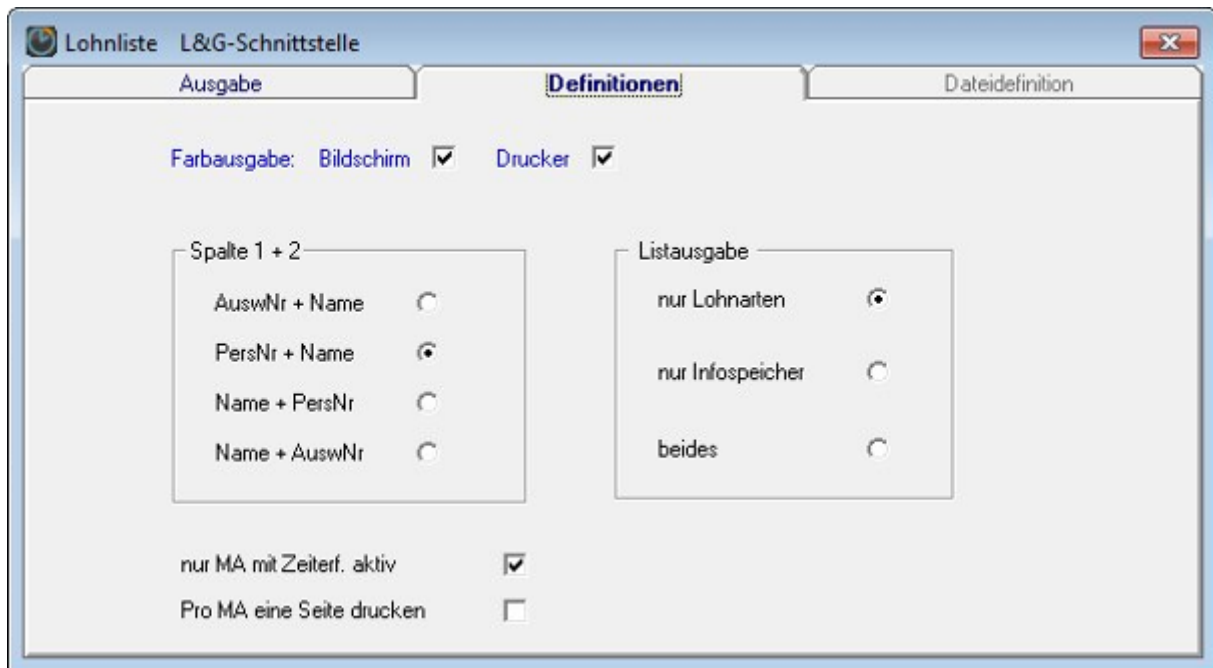 Lohnliste L&G-Schnittstelle
Ausgabe Definitionen Dateidefinition
Farbausgabe: Bildschirm Drucker
Spalte 1 + 2
AuswNr + Name
PersNr + Name
Name + PersNr
Name + AuswNr
Listausgabe
nur Lohnarten
nur Infospeicher
beides
nur MA mit Zeiterf. aktiv
Pro MA eine Seite drucken